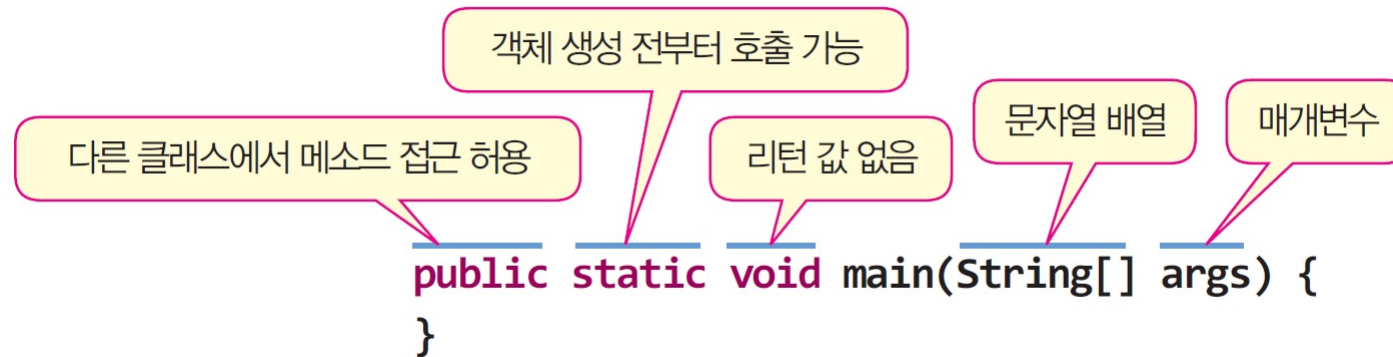 객체 생성 전부터 호출 가능
다른 클래스에서 메소드 접근 허용
리턴 값 없음
문자열 배열
매개변수
public static void main(String[] args) {
}